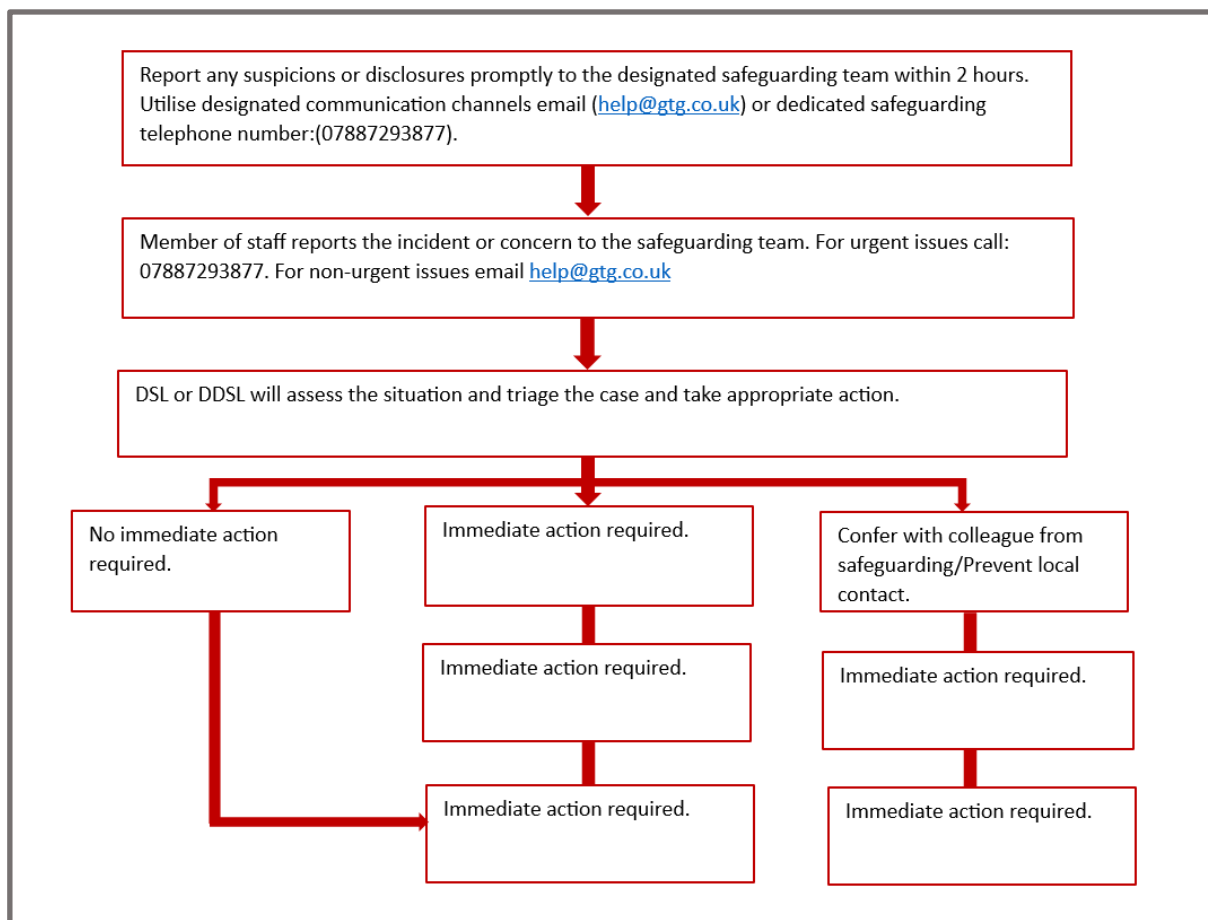 Report any suspicions or disclosures promptly to the designated safeguarding team within 2 hours.
Utilise designated communication channels email (help@gtg.co.uk) or dedicated safeguarding
telephone number:(07887293877).
Member of staff reports the incident or concern to the safeguarding team. For urgent issues call:
07887293877. For non-urgent issues email help@gtg.co.uk
DSL or DDSL will assess the situation and triage the case and take appropriate action.
No immediate action
required.
Immediate action required.
Confer with colleague from
safeguarding/Prevent local
contact.
Immediate action required.
Immediate action required.
Immediate action required.
Immediate action required.